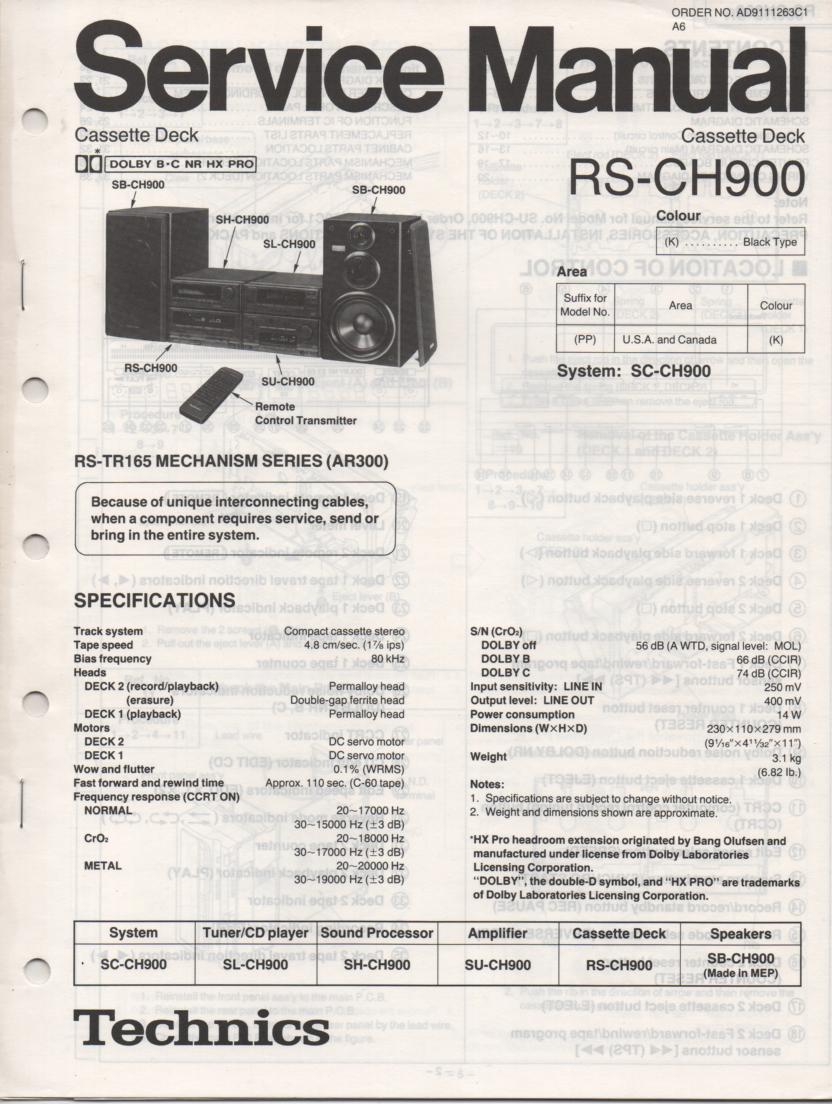 ORDER NO. AD9111263C1
A6
Service Manual
Cassette Deck
DOLBY B·C NR HX PRO *
Cassette Deck
RS-CH900
Colour
(K) .......... Black Type
Area
Suffix for Model No. Area Colour
(PP) U.S.A. and Canada (K)
System: SC-CH900
SB-CH900
SH-CH900
SL-CH900
SB-CH900
RS-CH900
SU-CH900
Remote
Control Transmitter
RS-TR165 MECHANISM SERIES (AR300)
Because of unique interconnecting cables,
when a component requires service, send or
bring in the entire system.
SPECIFICATIONS
Track system Compact cassette stereo
Tape speed 4.8 cm/sec. (1⅞ ips)
Bias frequency 80 kHz
Heads
DECK 2 (record/playback) Permalloy head
(erasure) Double-gap ferrite head
DECK 1 (playback) Permalloy head
Motors
DECK 2 DC servo motor
DECK 1 DC servo motor
Wow and flutter 0.1% (WRMS)
Fast forward and rewind time Approx. 110 sec. (C-60 tape)
Frequency response (CCRT ON)
NORMAL 20~17000 Hz
30~15000 Hz (±3 dB)
CrO₂ 20~18000 Hz
30~17000 Hz (±3 dB)
METAL 20~20000 Hz
30~19000 Hz (±3 dB)
S/N (CrO₂)
DOLBY off 56 dB (A WTD, signal level: MOL)
DOLBY B 66 dB (CCIR)
DOLBY C 74 dB (CCIR)
Input sensitivity: LINE IN 250 mV
Output level: LINE OUT 400 mV
Power consumption 14 W
Dimensions (W×H×D) 230×110×279 mm
(9¹⁄₁₆"×4¹¹⁄₃₂"×11")
Weight 3.1 kg
(6.82 lb.)
Notes:
1. Specifications are subject to change without notice.
2. Weight and dimensions shown are approximate.
*HX Pro headroom extension originated by Bang Olufsen and
manufactured under license from Dolby Laboratories
Licensing Corporation.
"DOLBY", the double-D symbol, and "HX PRO" are trademarks
of Dolby Laboratories Licensing Corporation.
System Tuner/CD player Sound Processor Amplifier Cassette Deck Speakers
SC-CH900 SL-CH900 SH-CH900 SU-CH900 RS-CH900 SB-CH900 (Made in MEP)
Technics